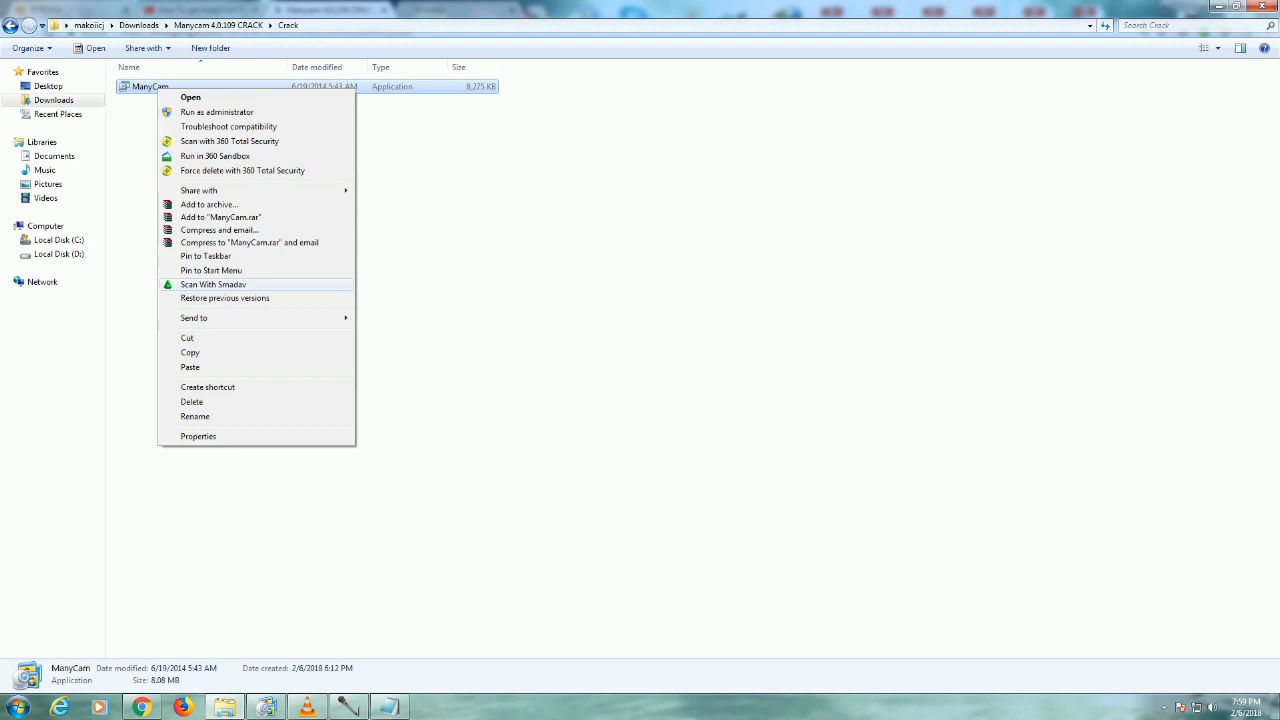 makoiicj Downloads Manycam 4.0.109 CRACK Crack
Search Crack
Organize Open Share with New folder
Name Date modified Type Size
ManyCam 6/19/2014 5:43 AM Application 8,275 KB
Favorites
Desktop
Downloads
Recent Places
Libraries
Documents
Music
Pictures
Videos
Computer
Local Disk (C:)
Local Disk (D:)
Network
Open
Run as administrator
Troubleshoot compatibility
Scan with 360 Total Security
Run in 360 Sandbox
Force delete with 360 Total Security
Share with
Add to archive...
Add to "ManyCam.rar"
Compress and email...
Compress to "ManyCam.rar" and email
Pin to Taskbar
Pin to Start Menu
Scan With Smadav
Restore previous versions
Send to
Cut
Copy
Paste
Create shortcut
Delete
Rename
Properties
ManyCam Date modified: 6/19/2014 5:43 AM Date created: 2/6/2018 6:12 PM
Application Size: 8.08 MB
7:59 PM
2/6/2018